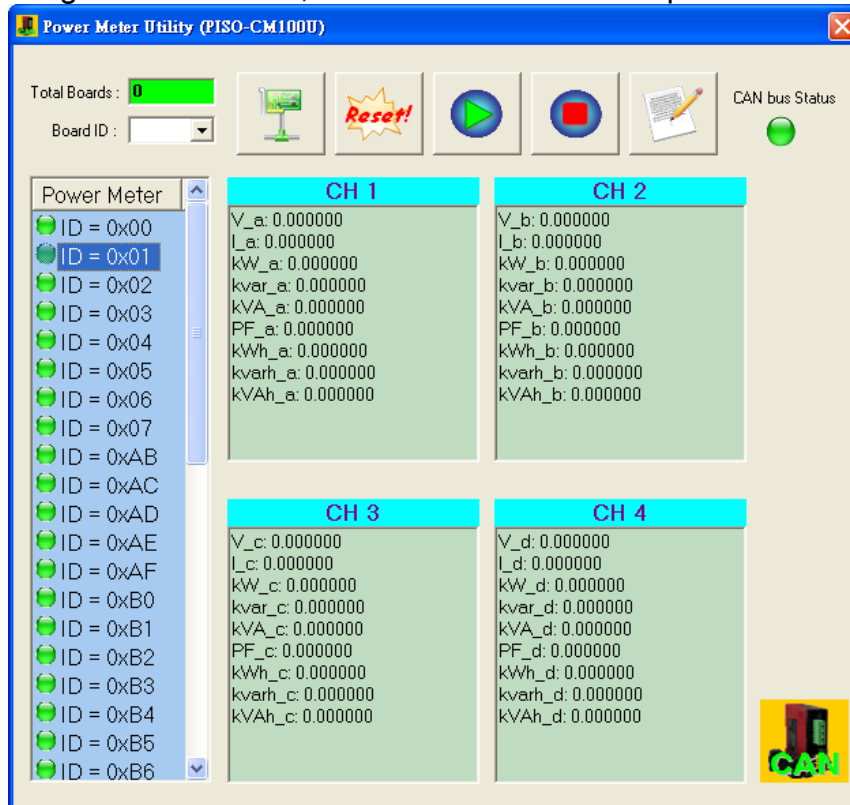 Power Meter Utility (PISO-CM100U)
Total Boards : 0
Board ID :
Reset!
CAN bus Status
Power Meter
ID = 0x00
ID = 0x01
ID = 0x02
ID = 0x03
ID = 0x04
ID = 0x05
ID = 0x06
ID = 0x07
ID = 0xAB
ID = 0xAC
ID = 0xAD
ID = 0xAE
ID = 0xAF
ID = 0xB0
ID = 0xB1
ID = 0xB2
ID = 0xB3
ID = 0xB4
ID = 0xB5
ID = 0xB6
CH 1
V_a: 0.000000
I_a: 0.000000
kW_a: 0.000000
kvar_a: 0.000000
kVA_a: 0.000000
PF_a: 0.000000
kWh_a: 0.000000
kvarh_a: 0.000000
kVAh_a: 0.000000
CH 2
V_b: 0.000000
I_b: 0.000000
kW_b: 0.000000
kvar_b: 0.000000
kVA_b: 0.000000
PF_b: 0.000000
kWh_b: 0.000000
kvarh_b: 0.000000
kVAh_b: 0.000000
CH 3
V_c: 0.000000
I_c: 0.000000
kW_c: 0.000000
kvar_c: 0.000000
kVA_c: 0.000000
PF_c: 0.000000
kWh_c: 0.000000
kvarh_c: 0.000000
kVAh_c: 0.000000
CH 4
V_d: 0.000000
I_d: 0.000000
kW_d: 0.000000
kvar_d: 0.000000
kVA_d: 0.000000
PF_d: 0.000000
kWh_d: 0.000000
kvarh_d: 0.000000
kVAh_d: 0.000000
CAN